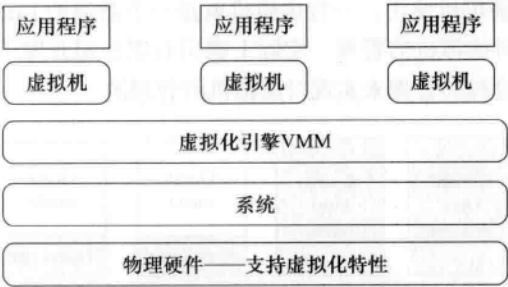 应用程序 应用程序 应用程序
虚拟机 虚拟机 虚拟机
虚拟化引擎VMM
系统
物理硬件——支持虚拟化特性